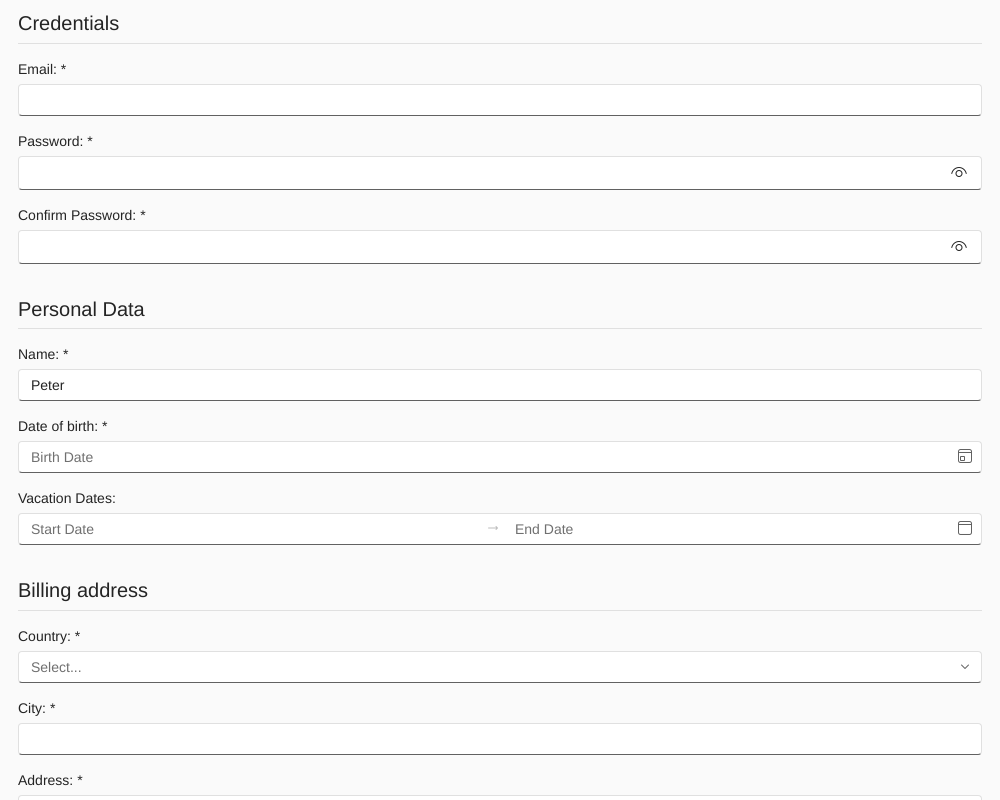 Credentials
Email: *
Password: *
Confirm Password: *
Personal Data
Name: *
Peter
Date of birth: *
Birth Date
Vacation Dates:
Start Date → End Date
Billing address
Country: *
Select...
City: *
Address: *